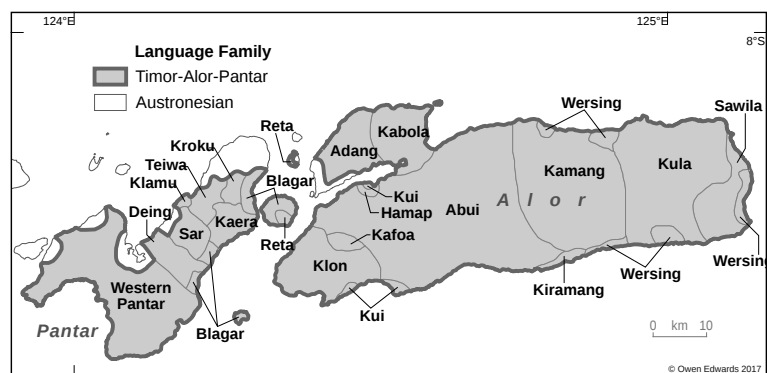 124°E
125°E
8°S
Language Family
Timor-Alor-Pantar
Austronesian
Wersing
Sawila
Reta
Kabola
Kroku
Adang
Teiwa
Blagar
Kamang
Kula
Klamu
Kui
Hamap
Abui
Alor
Deing
Kaera
Sar
Reta
Kafoa
Klon
Wersing
Wersing
Western
Pantar
Kiramang
Kui
Pantar
Blagar
0 km 10
© Owen Edwards 2017